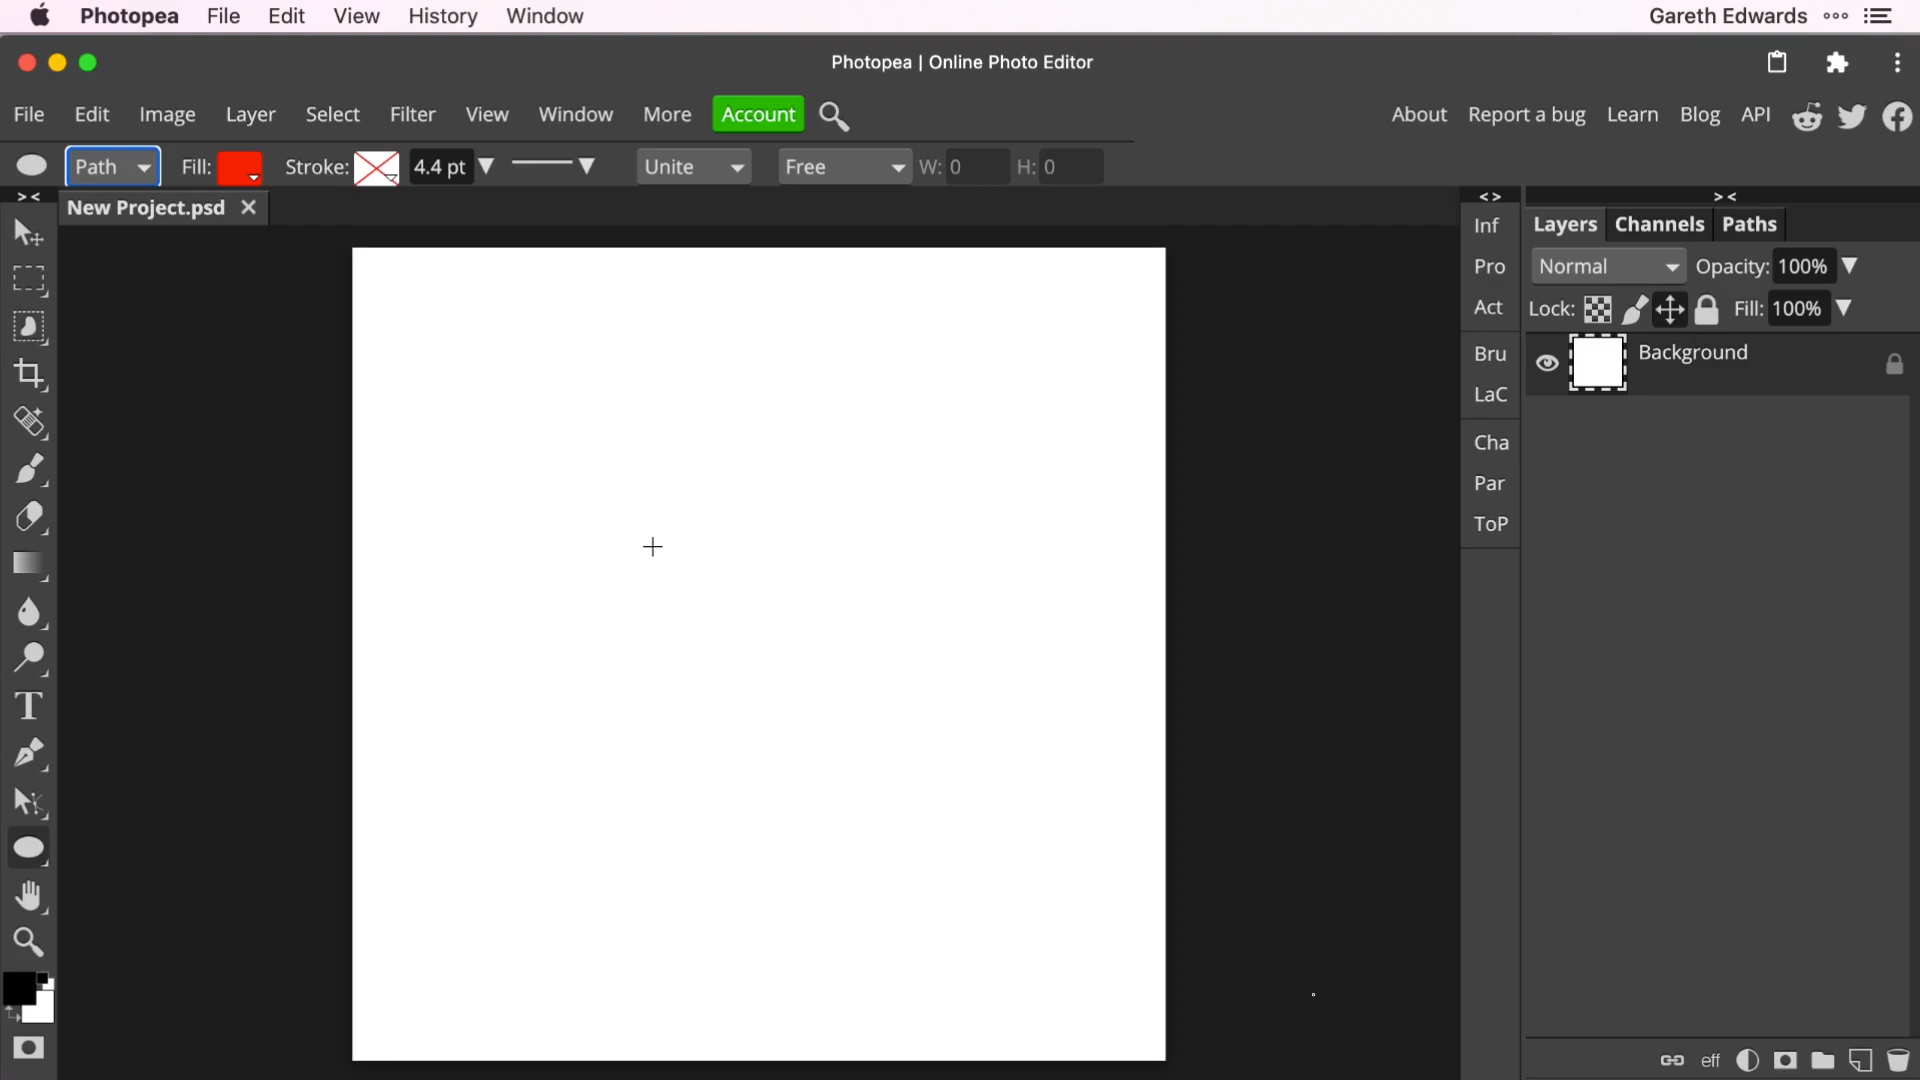 Photopea File Edit View History Window Gareth Edwards
Photopea | Online Photo Editor
File Edit Image Layer Select Filter View Window More Account About Report a bug Learn Blog API
Path Fill: Stroke: 4.4 pt Unite Free W: 0 H: 0
> < New Project.psd < > > <
Inf Layers Channels Paths
Pro Normal Opacity: 100%
Act Lock: Fill: 100%
Bru Background
LaC
Cha
Par
ToP
T
eff